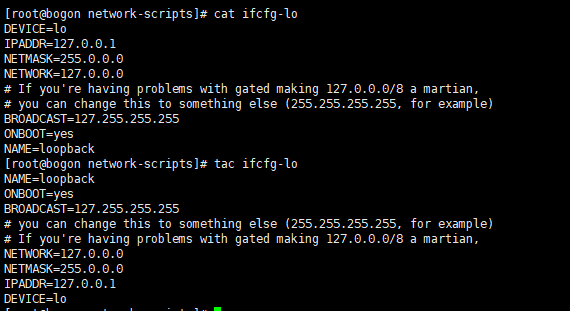 [root@bogon network-scripts]# cat ifcfg-lo
DEVICE=lo
IPADDR=127.0.0.1
NETMASK=255.0.0.0
NETWORK=127.0.0.0
# If you're having problems with gated making 127.0.0.0/8 a martian,
# you can change this to something else (255.255.255.255, for example)
BROADCAST=127.255.255.255
ONBOOT=yes
NAME=loopback
[root@bogon network-scripts]# tac ifcfg-lo
NAME=loopback
ONBOOT=yes
BROADCAST=127.255.255.255
# you can change this to something else (255.255.255.255, for example)
# If you're having problems with gated making 127.0.0.0/8 a martian,
NETWORK=127.0.0.0
NETMASK=255.0.0.0
IPADDR=127.0.0.1
DEVICE=lo
[root@bogon network-scripts]#